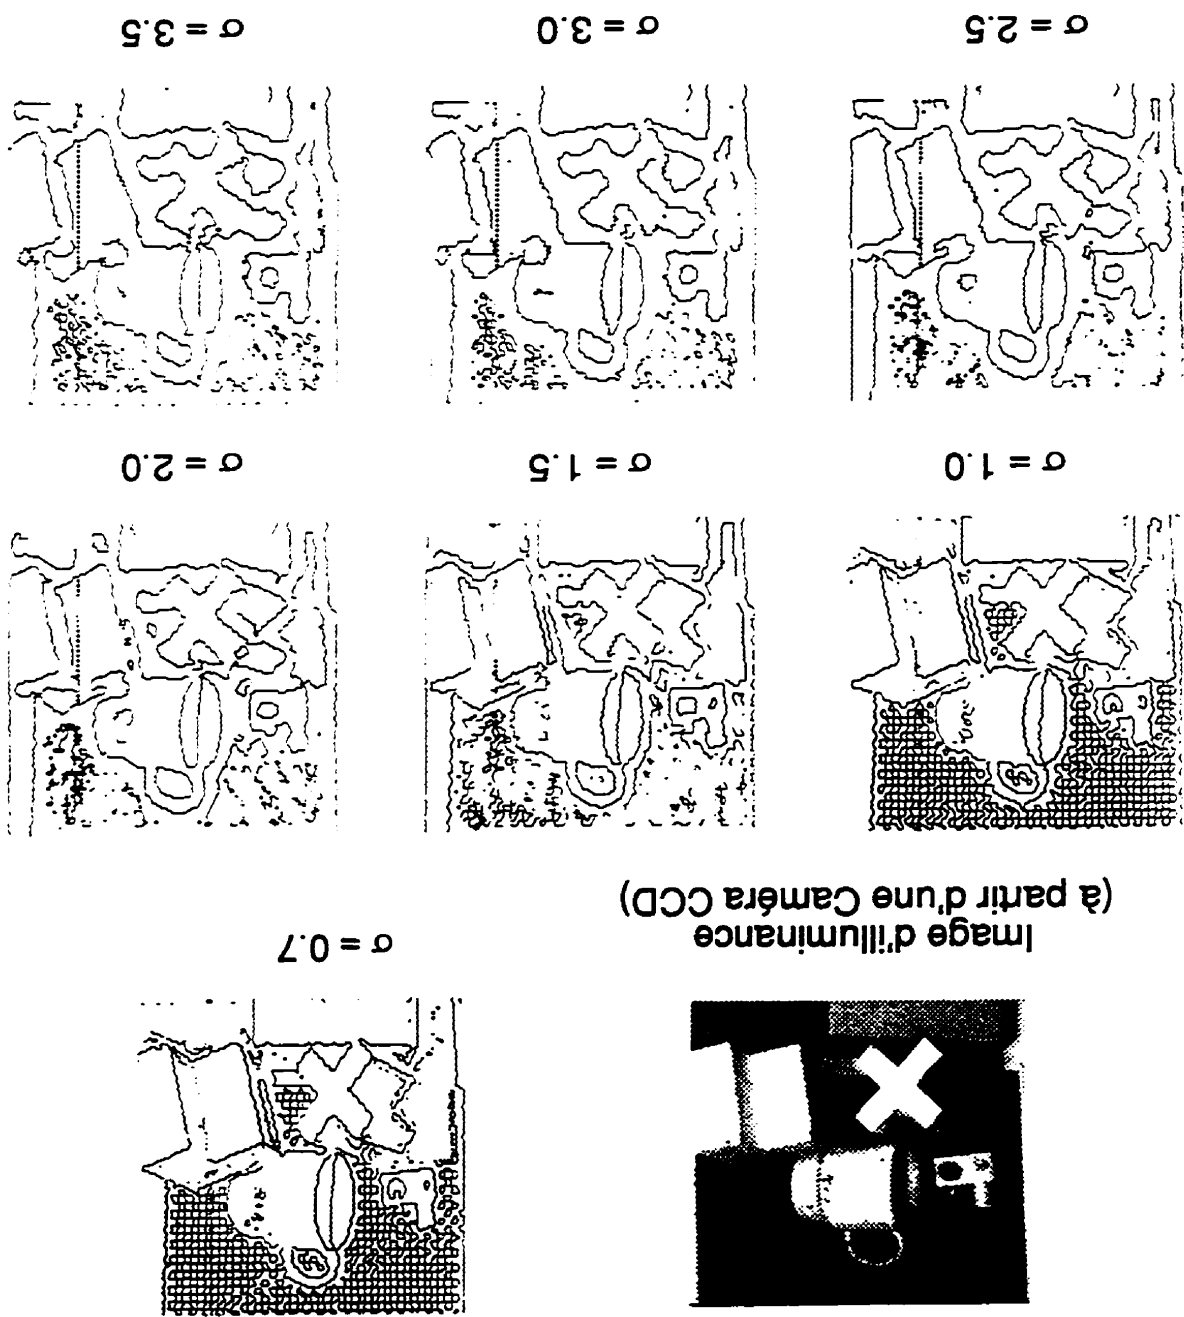 Image d'illuminance
(à partir d'une Caméra CCD)
σ = 0.7
σ = 1.0
σ = 1.5
σ = 2.0
σ = 2.5
σ = 3.0
σ = 3.5